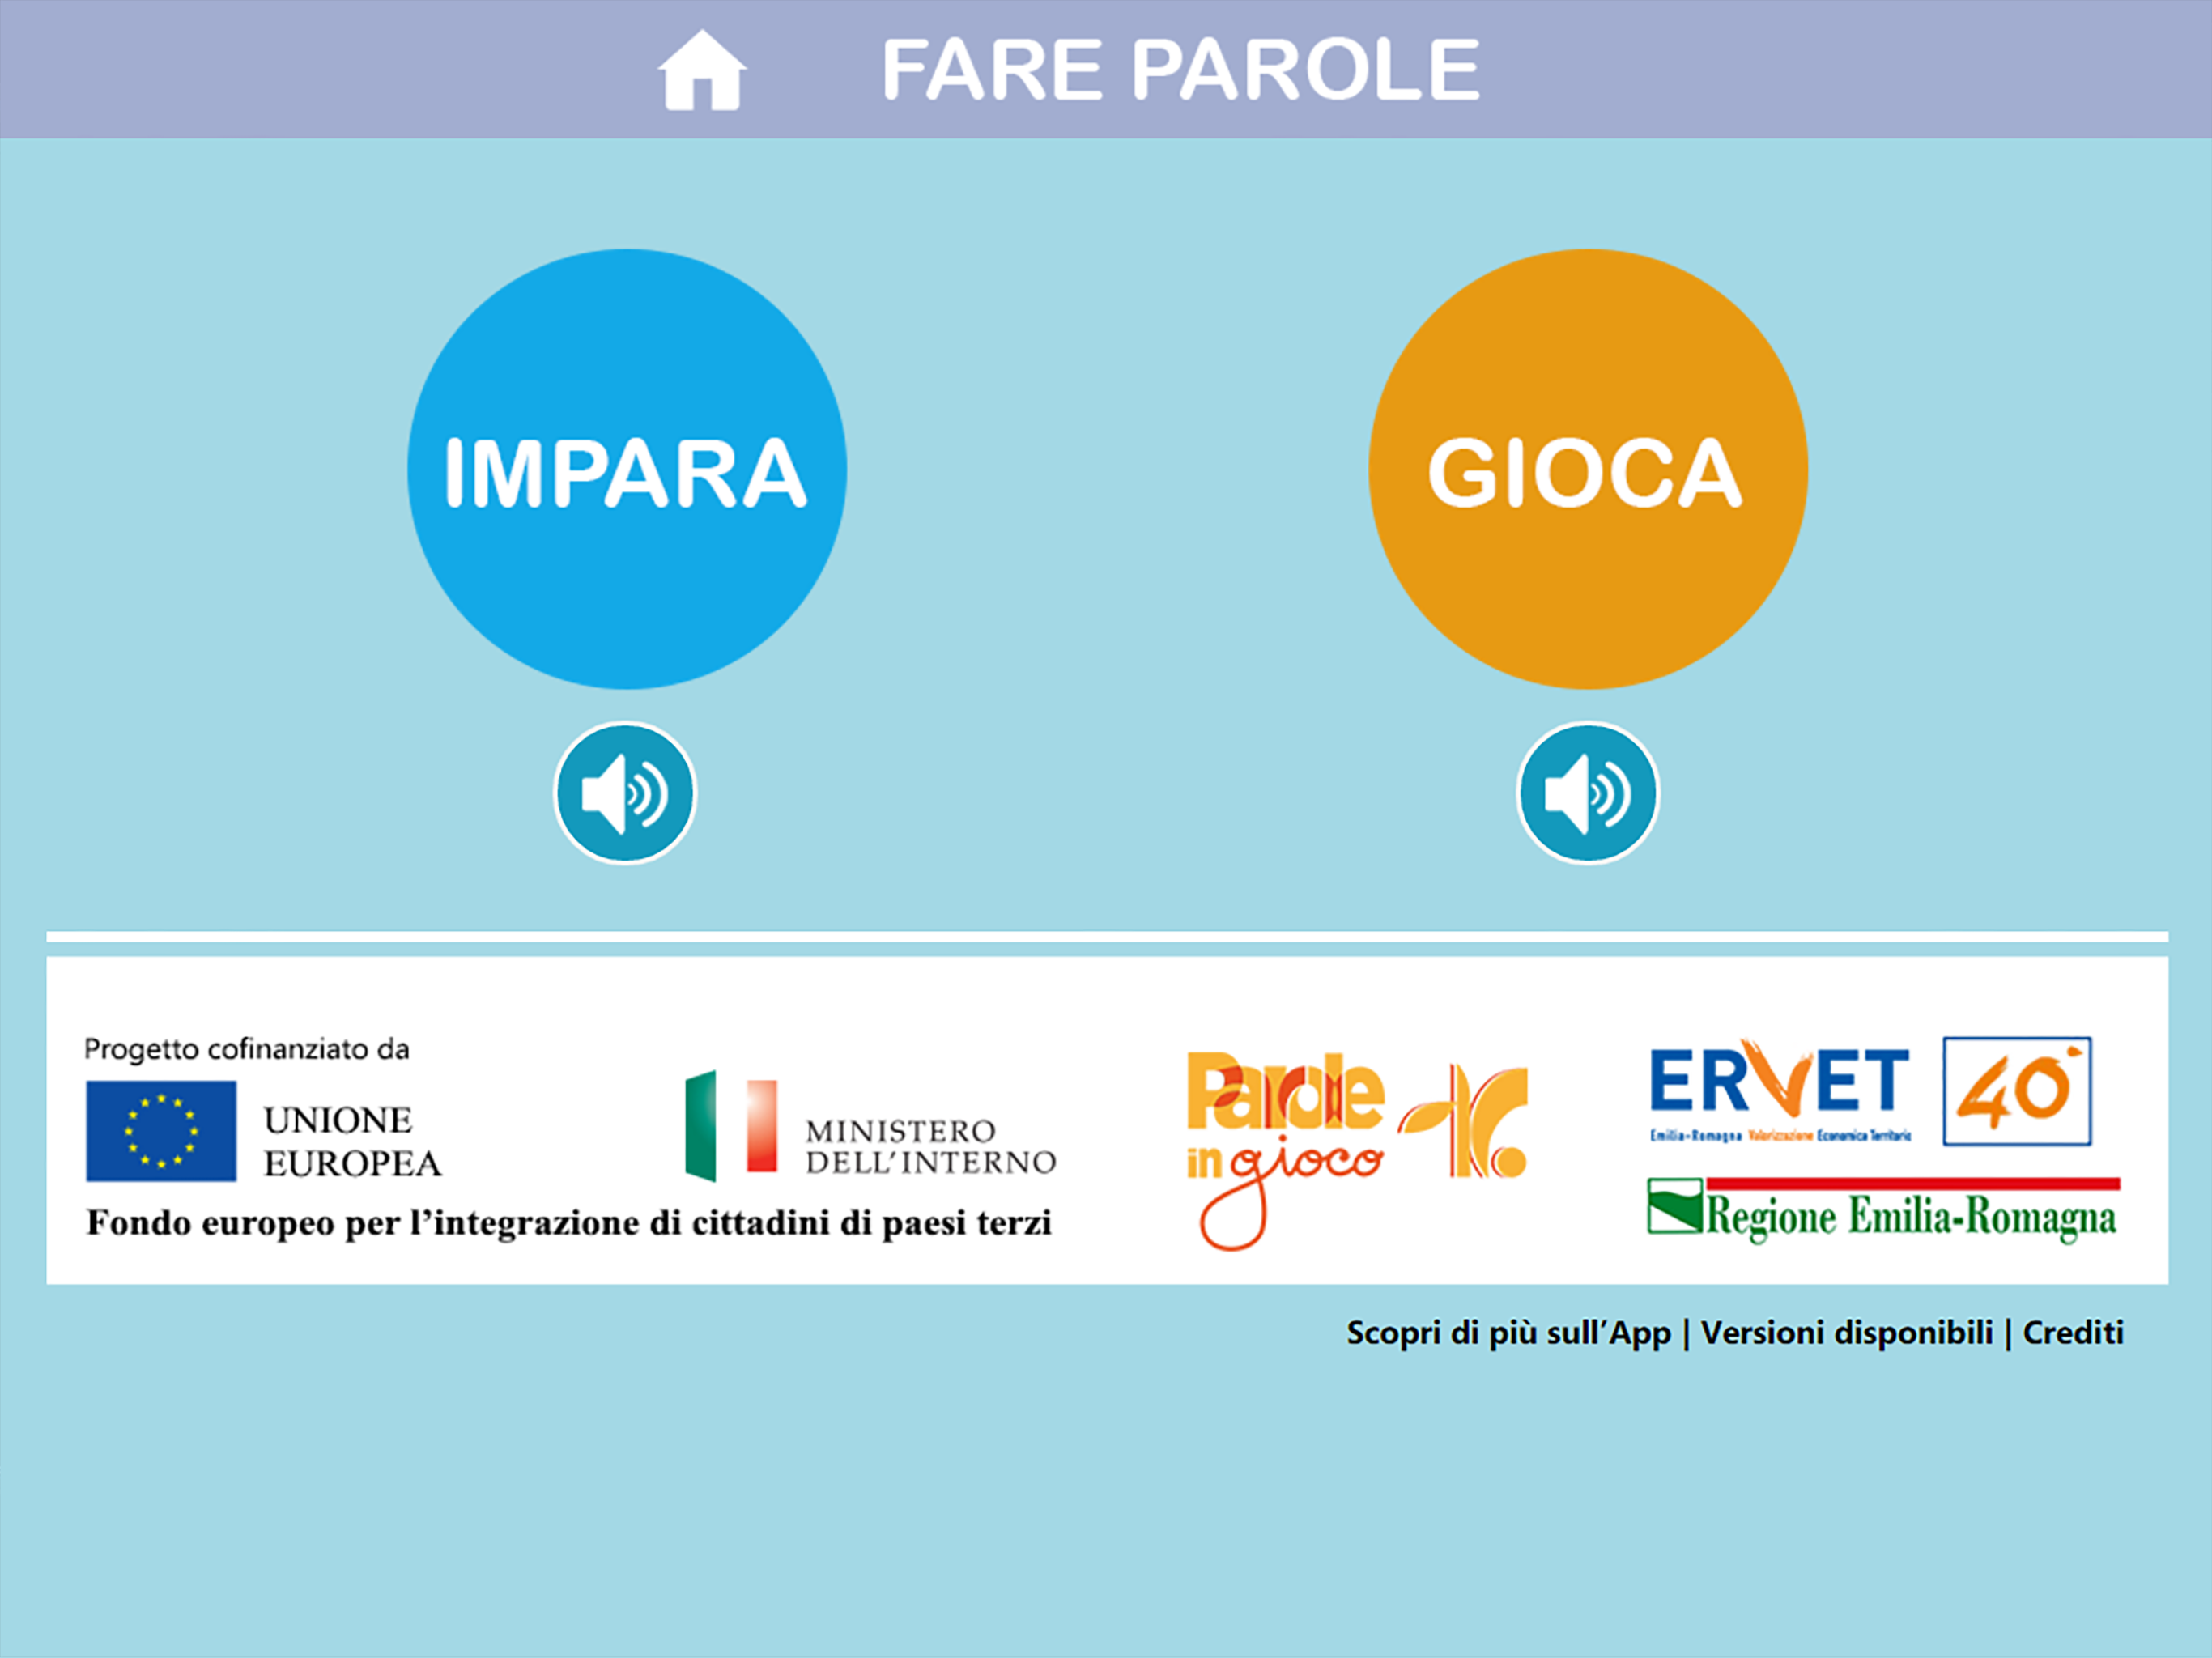 FARE PAROLE
IMPARA
GIOCA
Progetto cofinanziato da
UNIONE
EUROPEA
MINISTERO
DELL'INTERNO
Fondo europeo per l'integrazione di cittadini di paesi terzi
Parole
in gioco
ERVET
Emilia-Romagna Valorizzazione Economica Territorio
40°
Regione Emilia-Romagna
Scopri di più sull'App | Versioni disponibili | Crediti